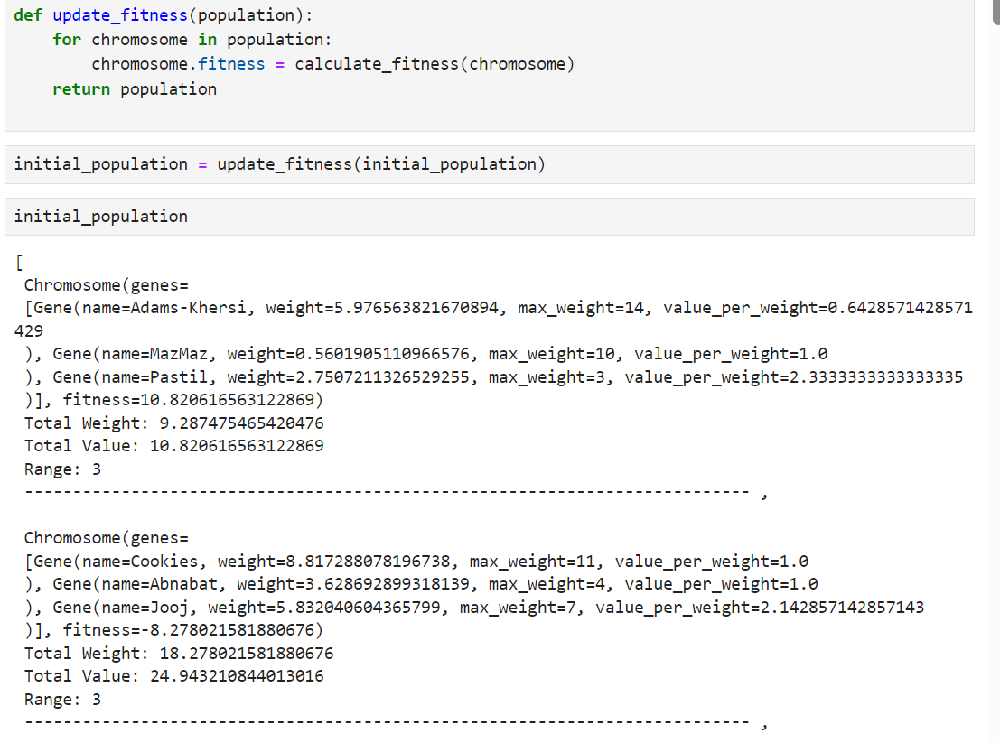 def update_fitness(population):
    for chromosome in population:
        chromosome.fitness = calculate_fitness(chromosome)
    return population
initial_population = update_fitness(initial_population)
initial_population
[
 Chromosome(genes=
 [Gene(name=Adams-Khersi, weight=5.976563821670894, max_weight=14, value_per_weight=0.6428571428571
429
 ), Gene(name=MazMaz, weight=0.5601905110966576, max_weight=10, value_per_weight=1.0
 ), Gene(name=Pastil, weight=2.7507211326529255, max_weight=3, value_per_weight=2.3333333333333335
 )], fitness=10.820616563122869)
 Total Weight: 9.287475465420476
 Total Value: 10.820616563122869
 Range: 3
 --------------------------------------------------------------------------- ,
 Chromosome(genes=
 [Gene(name=Cookies, weight=8.817288078196738, max_weight=11, value_per_weight=1.0
 ), Gene(name=Abnabat, weight=3.628692899318139, max_weight=4, value_per_weight=1.0
 ), Gene(name=Jooj, weight=5.832040604365799, max_weight=7, value_per_weight=2.142857142857143
 )], fitness=-8.278021581880676)
 Total Weight: 18.278021581880676
 Total Value: 24.943210844013016
 Range: 3
 --------------------------------------------------------------------------- ,